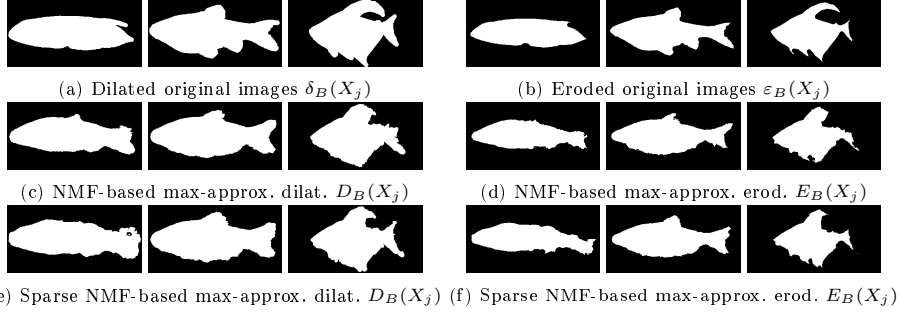 (a) Dilated original images δ_B(X_j)
(b) Eroded original images ε_B(X_j)
(c) NMF-based max-approx. dilat. D_B(X_j)
(d) NMF-based max-approx. erod. E_B(X_j)
e) Sparse NMF-based max-approx. dilat. D_B(X_j)
(f) Sparse NMF-based max-approx. erod. E_B(X_j)